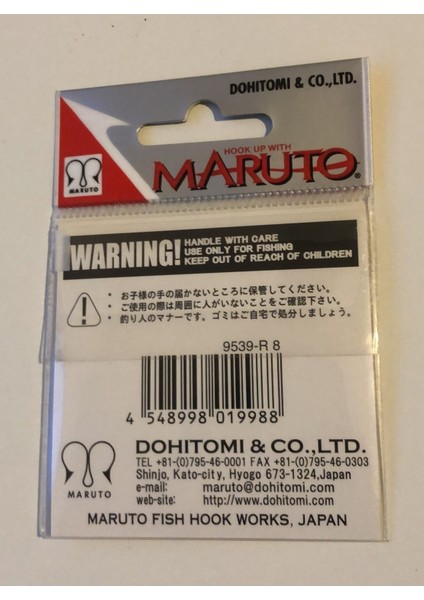 DOHITOMI & CO.,LTD.
HOOK UP WITH
MARUTO®
MARUTO
WARNING!
HANDLE WITH CARE
USE ONLY FOR FISHING
KEEP OUT OF REACH OF CHILDREN
・ お子様の手の届かないところに保管してください。
・ ご使用の際は周囲に人がいないことをご確認下さい。
・ 釣り人のマナーです。ゴミはご自宅で処分しましょう。
9539-R 8
4 548998 019988
DOHITOMI & CO.,LTD.
TEL +81-(0)795-46-0001 FAX +81-(0)795-46-0303
Shinjo, Kato-city, Hyogo 673-1324,Japan
e-mail: maruto@dohitomi.com
web-site: http://www.dohitomi.com
MARUTO
MARUTO FISH HOOK WORKS, JAPAN